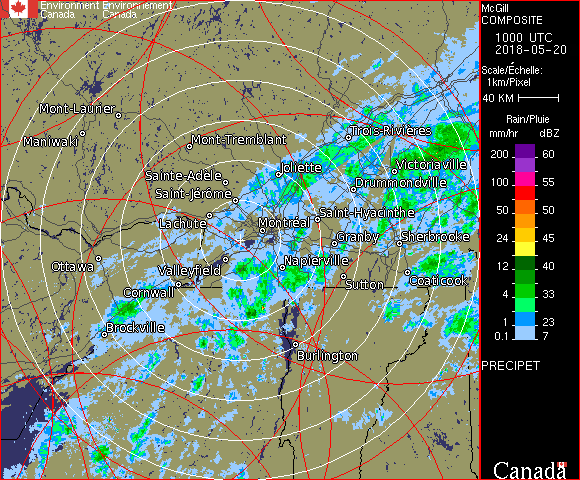 Environment Environnement
Canada Canada
McGill
COMPOSITE
1000 UTC
2018-05-20
Scale/Échelle:
1km/Pixel
40 KM
Rain/Pluie
mm/hr dBZ
200 60
100 55
50 50
24 45
12 40
4 33
1 23
0.1 7
PRECIPET
Canada
Mont-Laurier
Maniwaki
Mont-Tremblant
Trois-Rivières
Joliette
Victoriaville
Sainte-Adèle
Drummondville
Saint-Jérôme
Saint-Hyacinthe
Lachute
Montréal
Granby
Sherbrooke
Ottawa
Valleyfield
Napierville
Sutton
Coaticook
Cornwall
Brockville
Burlington